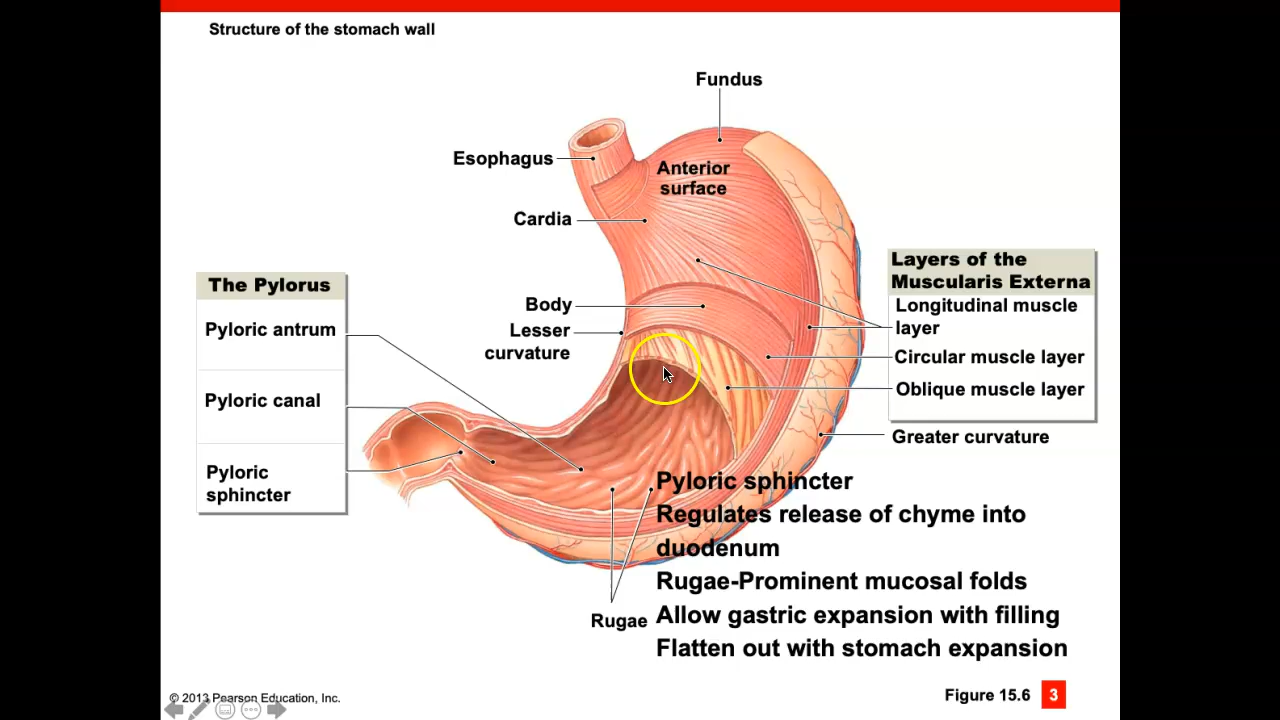 Structure of the stomach wall
Fundus
Esophagus
Anterior
surface
Cardia
Layers of the
Muscularis Externa
Longitudinal muscle
layer
Circular muscle layer
Oblique muscle layer
The Pylorus
Pyloric antrum
Pyloric canal
Pyloric
sphincter
Body
Lesser
curvature
Greater curvature
Pyloric sphincter
Regulates release of chyme into
duodenum
Rugae-Prominent mucosal folds
Allow gastric expansion with filling
Flatten out with stomach expansion
Rugae
© 2013 Pearson Education, Inc.
Figure 15.6 3